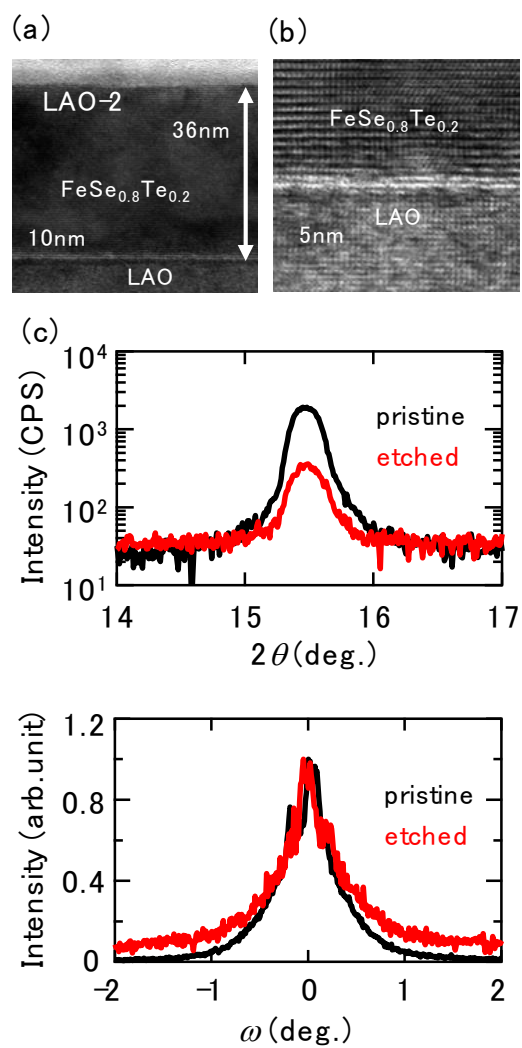 (a)
LAO-2
36nm
FeSe0.8Te0.2
10nm
LAO
(b)
FeSe0.8Te0.2
LAO
5nm
(c)
Intensity (CPS)
10^4
10^3
10^2
10^1
pristine
etched
14 15 16 17
2θ(deg.)
Intensity (arb.unit)
1.2
0.8
0.4
0
pristine
etched
−2 −1 0 1 2
ω(deg.)